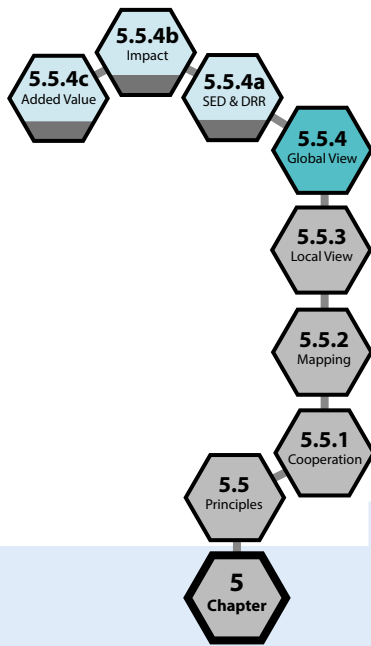 5.5.4b
Impact
5.5.4c
Added Value
5.5.4a
SED & DRR
5.5.4
Global View
5.5.3
Local View
5.5.2
Mapping
5.5.1
Cooperation
5.5
Principles
5
Chapter